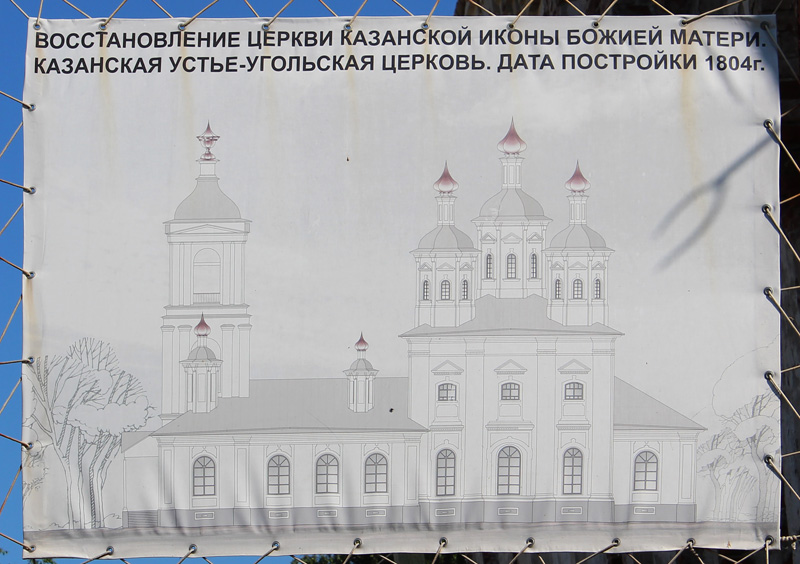 ВОССТАНОВЛЕНИЕ ЦЕРКВИ КАЗАНСКОЙ ИКОНЫ БОЖИЕЙ МАТЕРИ.
КАЗАНСКАЯ УСТЬЕ-УГОЛЬСКАЯ ЦЕРКОВЬ. ДАТА ПОСТРОЙКИ 1804г.